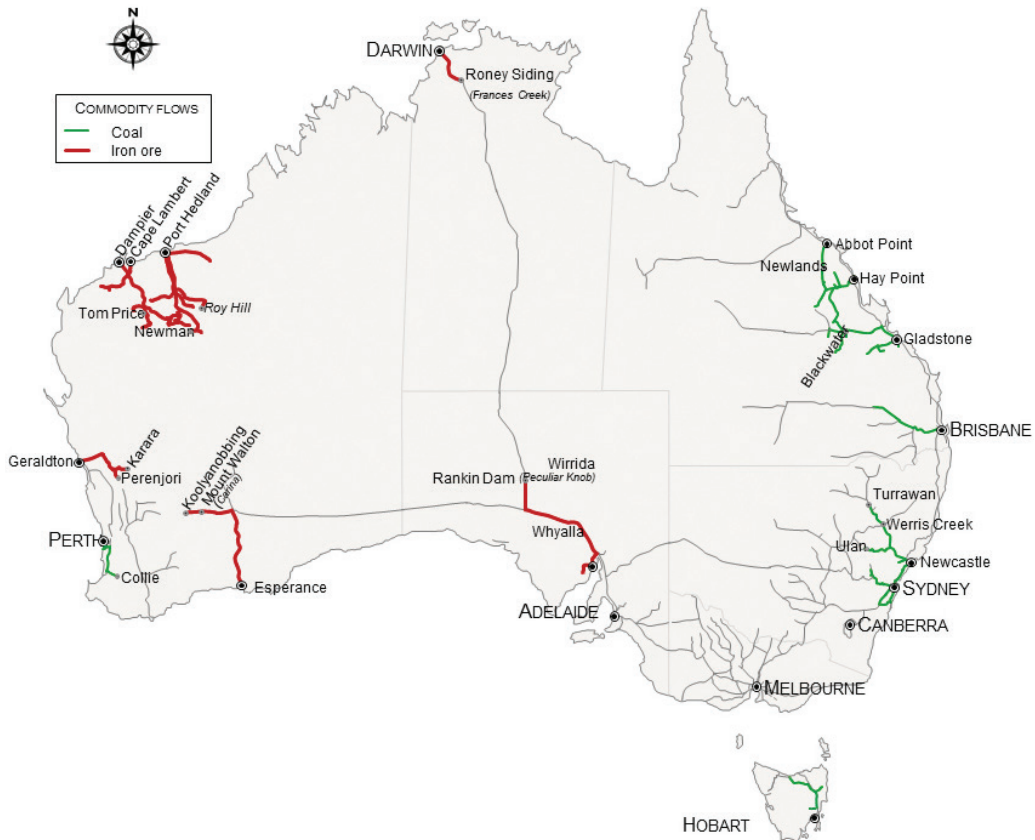 N
DARWIN
Roney Siding
(Frances Creek)
COMMODITY FLOWS
Coal
Iron ore
Dampier
Cape Lambert
Port Hedland
Abbot Point
Newlands
Hay Point
Tom Price
Roy Hill
Newman
Gladstone
Blackwater
BRISBANE
Geraldton
Karara
Perenjori
Koolyanobbing
Mount Walton
(Carina)
Wirrida
Rankin Dam (Peculiar Knob)
Turrawan
Werris Creek
Whyalla
Ulan
PERTH
Newcastle
Collie
Esperance
SYDNEY
ADELAIDE
CANBERRA
MELBOURNE
HOBART